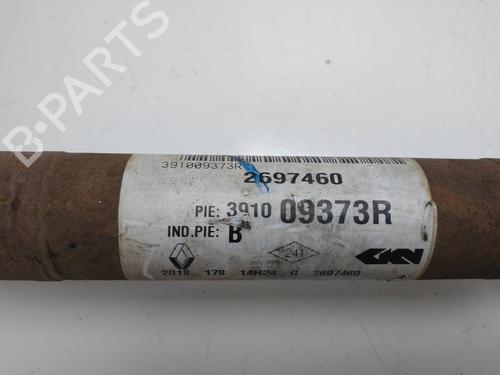 B-PARTS
391009373R
2697460
PIE: 3910 09373R
IND.PIE: B
241
GKN
2018 . 178 . 14H24 . G 2697460